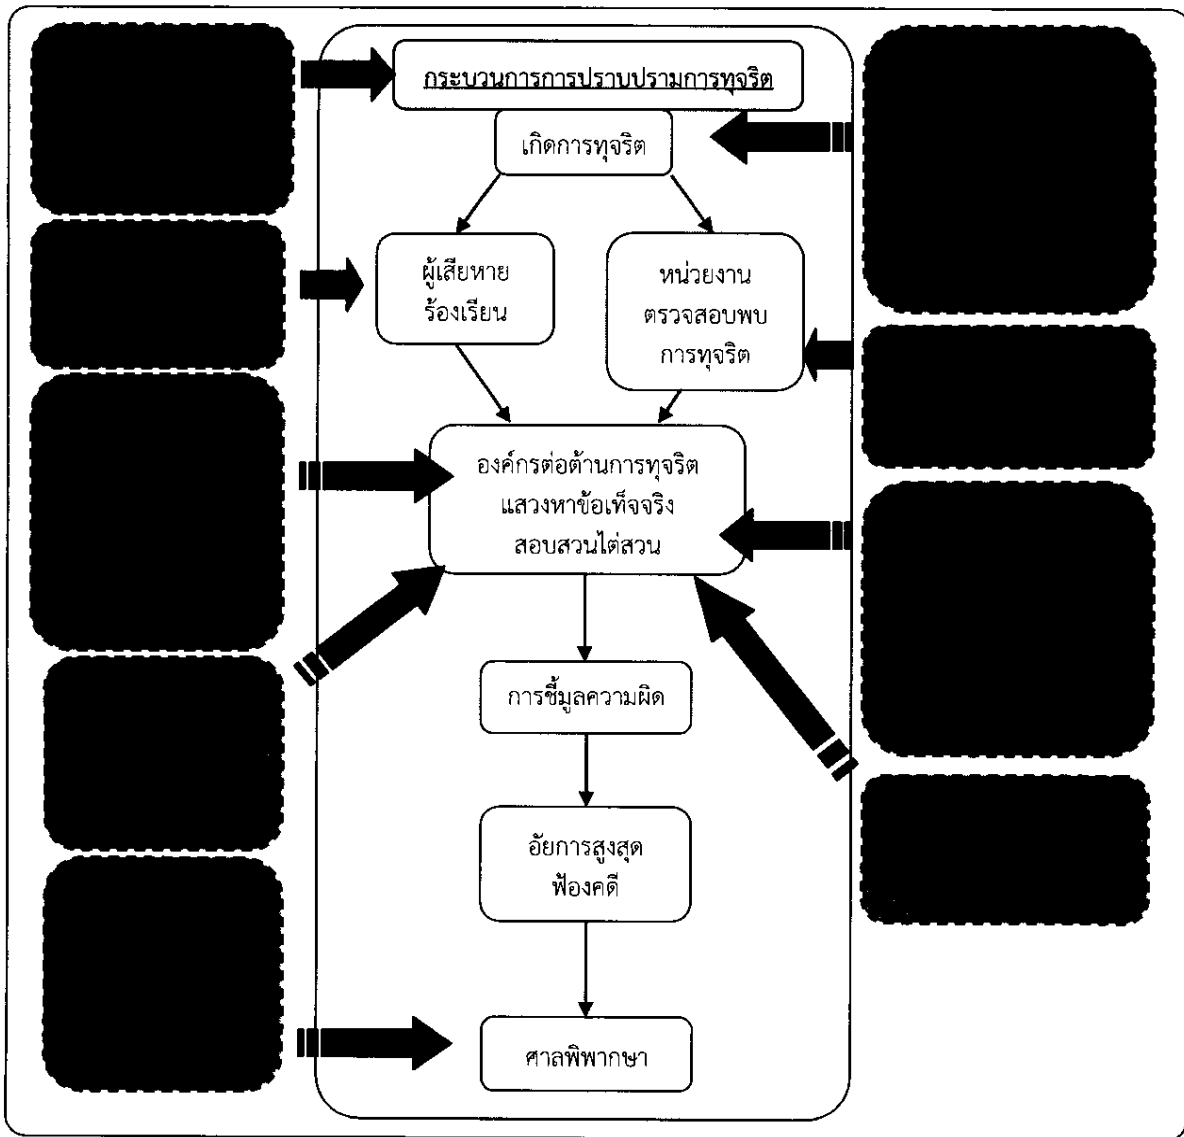 กระบวนการการปราบปรามการทุจริต
เกิดการทุจริต
ผู้เสียหาย
ร้องเรียน
หน่วยงาน
ตรวจสอบพบ
การทุจริต
องค์กรต่อต้านการทุจริต
แสวงหาข้อเท็จจริง
สอบสวนไต่สวน
การชี้มูลความผิด
อัยการสูงสุด
ฟ้องคดี
ศาลพิพากษา